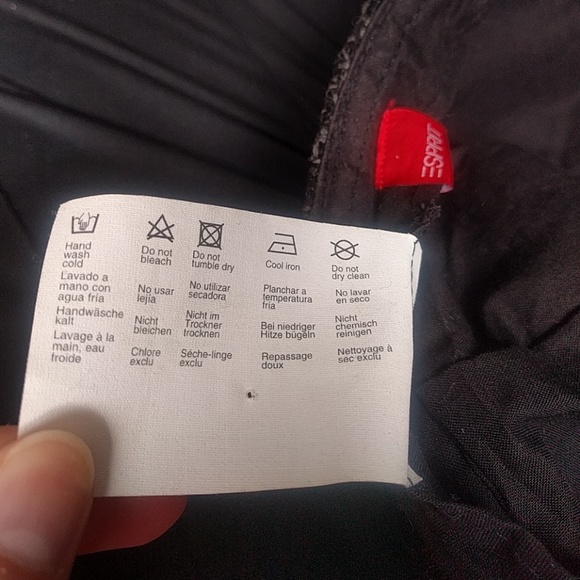 ESPRIT
Hand
wash
cold
Lavado a
mano con
agua fría
Handwäsche
kalt
Lavage à la
main, eau
froide
Do not
bleach
No usar
lejía
Nicht
bleichen
Chlore
exclu
Do not
tumble dry
No utilizar
secadora
Nicht im
Trockner
trocknen
Sèche-linge
exclu
Cool iron
Planchar a
temperatura
fría
Bei niedriger
Hitze bügeln
Repassage
doux
Do not
dry clean
No lavar
en seco
Nicht
chemisch
reinigen
Nettoyage à
sec exclu